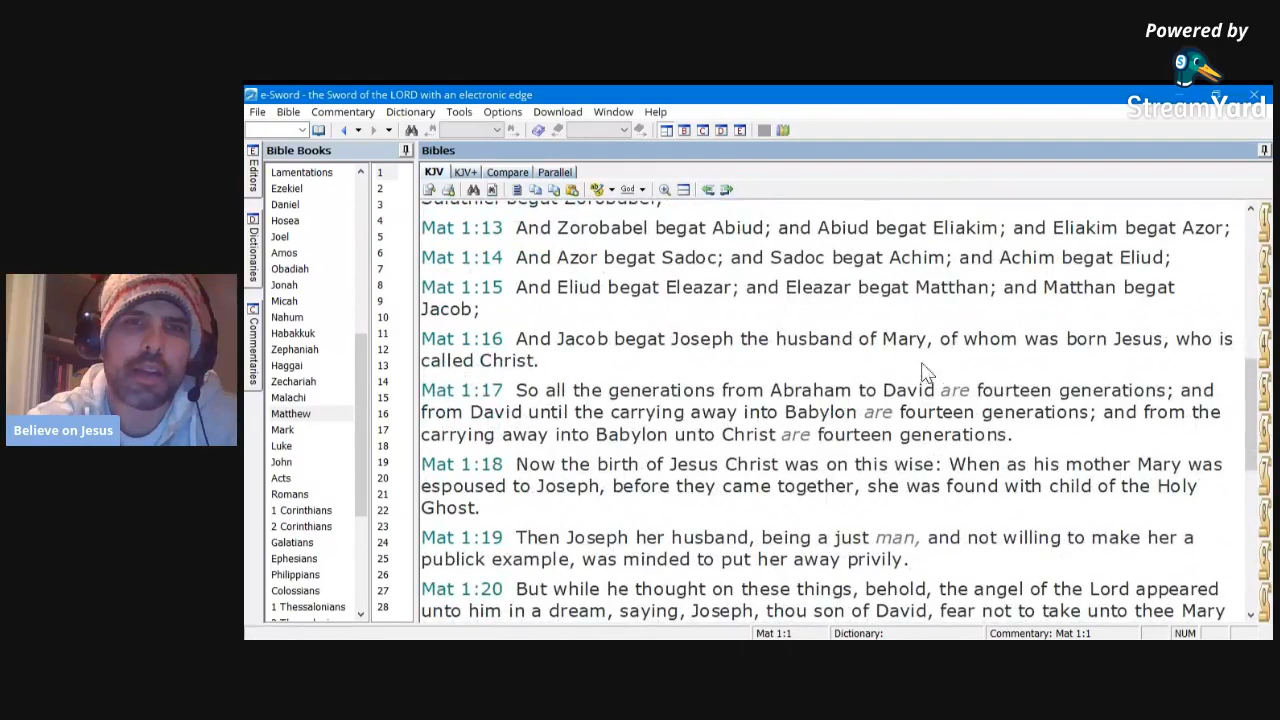 Powered by
StreamYard
e-Sword - the Sword of the LORD with an electronic edge
File Bible Commentary Dictionary Tools Options Download Window Help
Bible Books
Bibles
Editors
Dictionaries
Commentaries
KJV KJV+ Compare Parallel
God
Lamentations 1
Ezekiel 2
Daniel 3
Hosea 4
Joel 5
Amos 6
Obadiah 7
Jonah 8
Micah 9
Nahum 10
Habakkuk 11
Zephaniah 12
Haggai 13
Zechariah 14
Malachi 15
Matthew 16
Mark 17
Luke 18
John 19
Acts 20
Romans 21
1 Corinthians 22
2 Corinthians 23
Galatians 24
Ephesians 25
Philippians 26
Colossians 27
1 Thessalonians 28
begat Zorobabel;
Mat 1:13 And Zorobabel begat Abiud; and Abiud begat Eliakim; and Eliakim begat Azor;
Mat 1:14 And Azor begat Sadoc; and Sadoc begat Achim; and Achim begat Eliud;
Mat 1:15 And Eliud begat Eleazar; and Eleazar begat Matthan; and Matthan begat
Jacob;
Mat 1:16 And Jacob begat Joseph the husband of Mary, of whom was born Jesus, who is
called Christ.
Mat 1:17 So all the generations from Abraham to David are fourteen generations; and
from David until the carrying away into Babylon are fourteen generations; and from the
carrying away into Babylon unto Christ are fourteen generations.
Mat 1:18 Now the birth of Jesus Christ was on this wise: When as his mother Mary was
espoused to Joseph, before they came together, she was found with child of the Holy
Ghost.
Mat 1:19 Then Joseph her husband, being a just man, and not willing to make her a
publick example, was minded to put her away privily.
Mat 1:20 But while he thought on these things, behold, the angel of the Lord appeared
unto him in a dream, saying, Joseph, thou son of David, fear not to take unto thee Mary
Mat 1:1 Dictionary: Commentary: Mat 1:1 NUM
Believe on Jesus